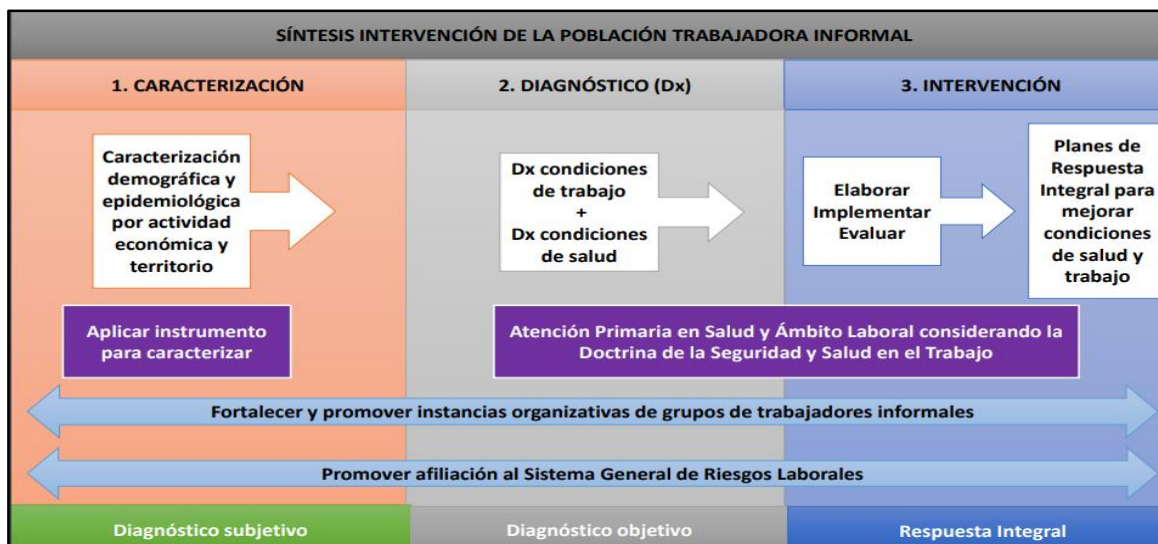 SÍNTESIS INTERVENCIÓN DE LA POBLACIÓN TRABAJADORA INFORMAL
1. CARACTERIZACIÓN
2. DIAGNÓSTICO (Dx)
3. INTERVENCIÓN
Caracterización
demográfica y
epidemiológica
por actividad
económica y
territorio
Dx condiciones
de trabajo
+
Dx condiciones
de salud
Elaborar
Implementar
Evaluar
Planes de
Respuesta
Integral para
mejorar
condiciones
de salud y
trabajo
Aplicar instrumento
para caracterizar
Atención Primaria en Salud y Ámbito Laboral considerando la
Doctrina de la Seguridad y Salud en el Trabajo
Fortalecer y promover instancias organizativas de grupos de trabajadores informales
Promover afiliación al Sistema General de Riesgos Laborales
Diagnóstico subjetivo
Diagnóstico objetivo
Respuesta Integral